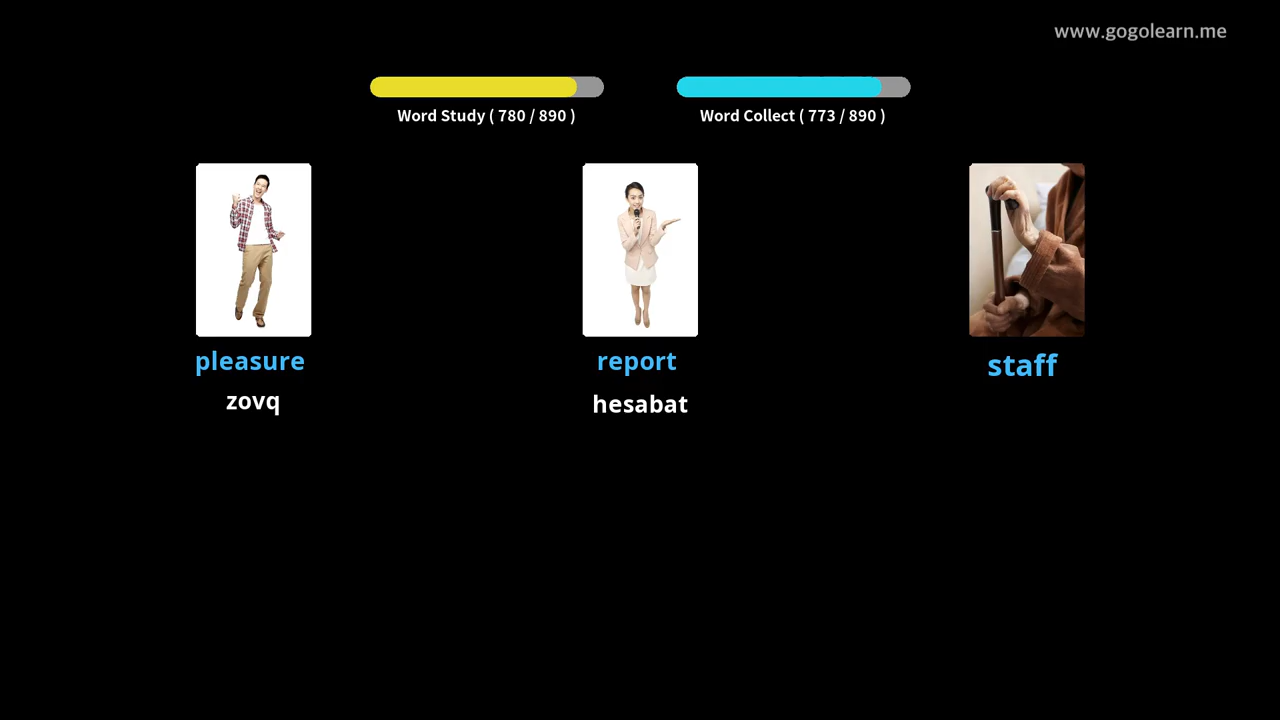 www.gogolearn.me
Word Study ( 780 / 890 )
Word Collect ( 773 / 890 )
pleasure
zovq
report
hesabat
staff